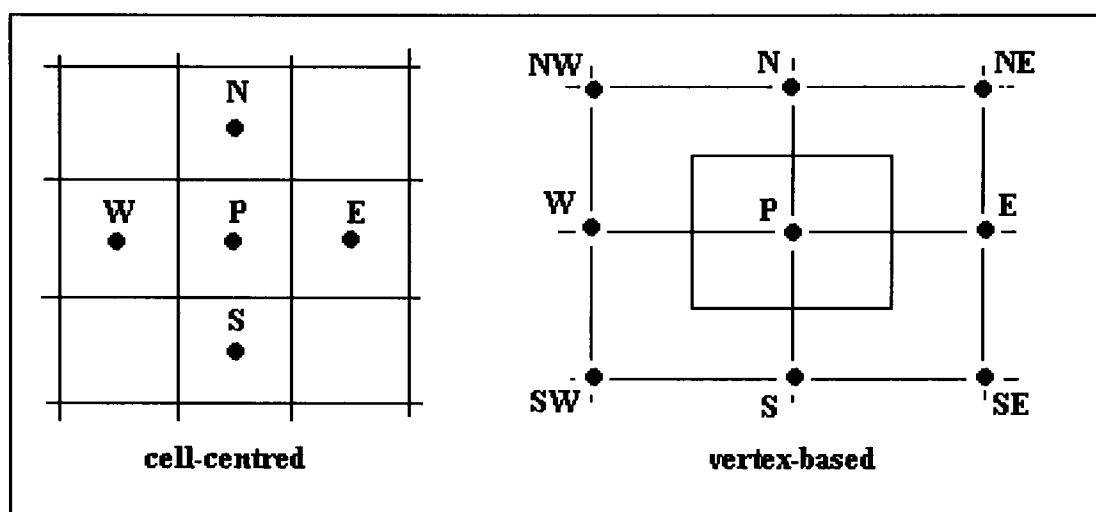 N
W P E
S
cell-centred
NW N NE
W P E
SW S SE
vertex-based